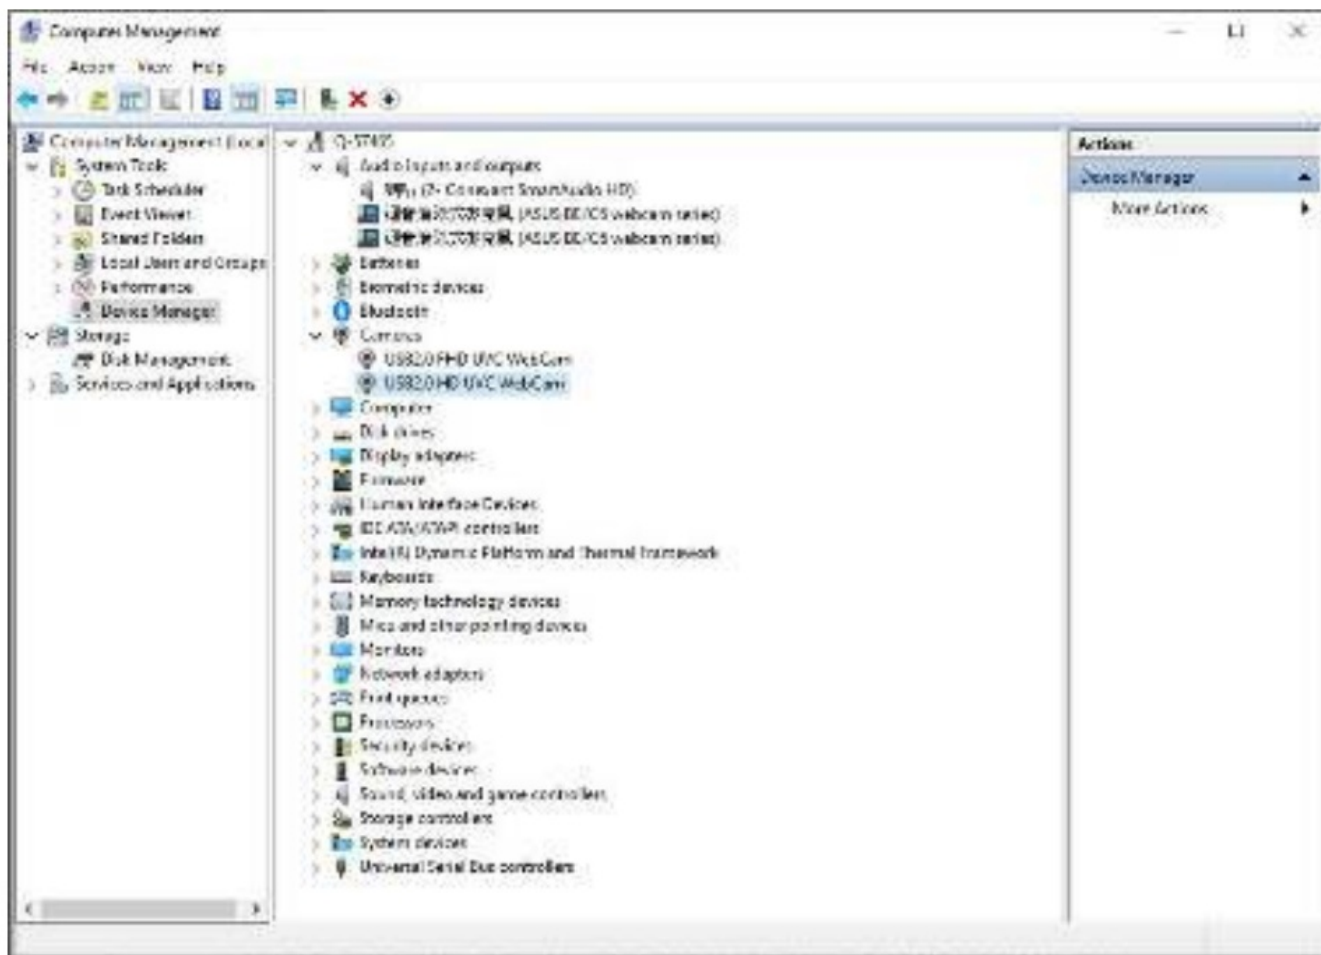 Computer Management
File Action View Help
Computer Management (Local
System Tools
Task Scheduler
Event Viewer
Shared Folders
Local Users and Groups
Performance
Device Manager
Storage
Disk Management
Services and Applications
Audio inputs and outputs
(2- Conexant SmartAudio HD)
(ASUS webcam series)
(ASUS webcam series)
Batteries
Biometric devices
Bluetooth
Cameras
USB2.0 FHD UVC WebCam
USB2.0 HD UVC WebCam
Computer
Disk drives
Display adapters
Firmware
Human Interface Devices
IDE ATA/ATAPI controllers
Intel(R) Dynamic Platform and Thermal Framework
Keyboards
Memory technology devices
Mice and other pointing devices
Monitors
Network adapters
Print queues
Processors
Security devices
Software devices
Sound, video and game controllers
Storage controllers
System devices
Universal Serial Bus controllers
Actions
Device Manager
More Actions